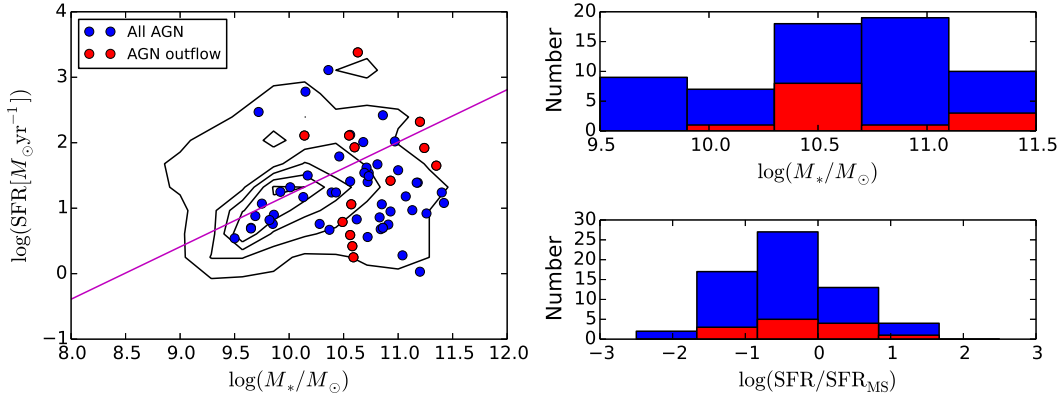 4
3
2
1
0
−1
log(SFR[M⊙yr⁻¹])
All AGN
AGN outflow
8.0 8.5 9.0 9.5 10.0 10.5 11.0 11.5 12.0
log(M*/M⊙)
20
15
10
5
0
Number
9.5 10.0 10.5 11.0 11.5
log(M*/M⊙)
30
25
20
15
10
5
0
Number
−3 −2 −1 0 1 2 3
log(SFR/SFR_MS)